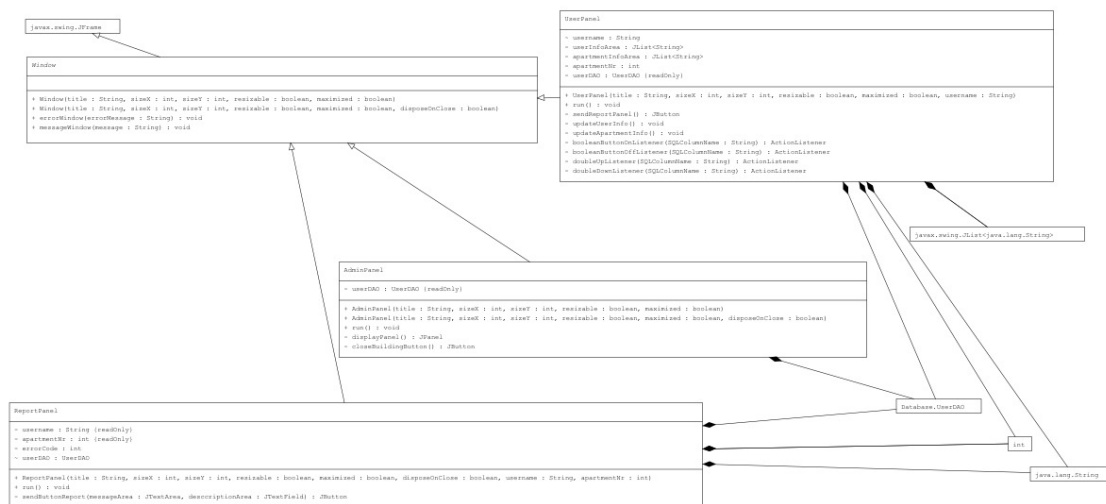 javax.swing.JFrame
Window
+ Window(title : String, sizeX : int, sizeY : int, resizable : boolean, maximized : boolean)
+ Window(title : String, sizeX : int, sizeY : int, resizable : boolean, maximized : boolean, disposeOnClose : boolean)
+ errorWindow(errorMessage : String) : void
+ messageWindow(message : String) : void
UserPanel
- username : String
- userInfoArea : JList<String>
- apartmentInfoArea : JList<String>
- apartmentNr : int
- userDAO : UserDAO {readOnly}
+ UserPanel(title : String, sizeX : int, sizeY : int, resizable : boolean, maximized : boolean, username : String)
+ run() : void
- sendReportPanel() : JButton
- updateUserInfo() : void
- updateApartmentInfo() : void
- booleanButtonOnListener(SQLColumnName : String) : ActionListener
- booleanButtonOffListener(SQLColumnName : String) : ActionListener
- doubleUpListener(SQLColumnName : String) : ActionListener
- doubleDownListener(SQLColumnName : String) : ActionListener
javax.swing.JList<java.lang.String>
AdminPanel
- userDAO : UserDAO {readOnly}
+ AdminPanel(title : String, sizeX : int, sizeY : int, resizable : boolean, maximized : boolean)
+ AdminPanel(title : String, sizeX : int, sizeY : int, resizable : boolean, maximized : boolean, disposeOnClose : boolean)
+ run() : void
- displayPanel() : JPanel
- closeBuildingButton() : JButton
Database.UserDAO
int
java.lang.String
ReportPanel
- username : String {readOnly}
- apartmentNr : int {readOnly}
- errorCode : int
- userDAO : UserDAO
+ ReportPanel(title : String, sizeX : int, sizeY : int, resizable : boolean, maximized : boolean, disposeOnClose : boolean, username : String, apartmentNr : int)
+ run() : void
- sendButtonReport(messageArea : JTextArea, descriptionArea : JTextField) : JButton